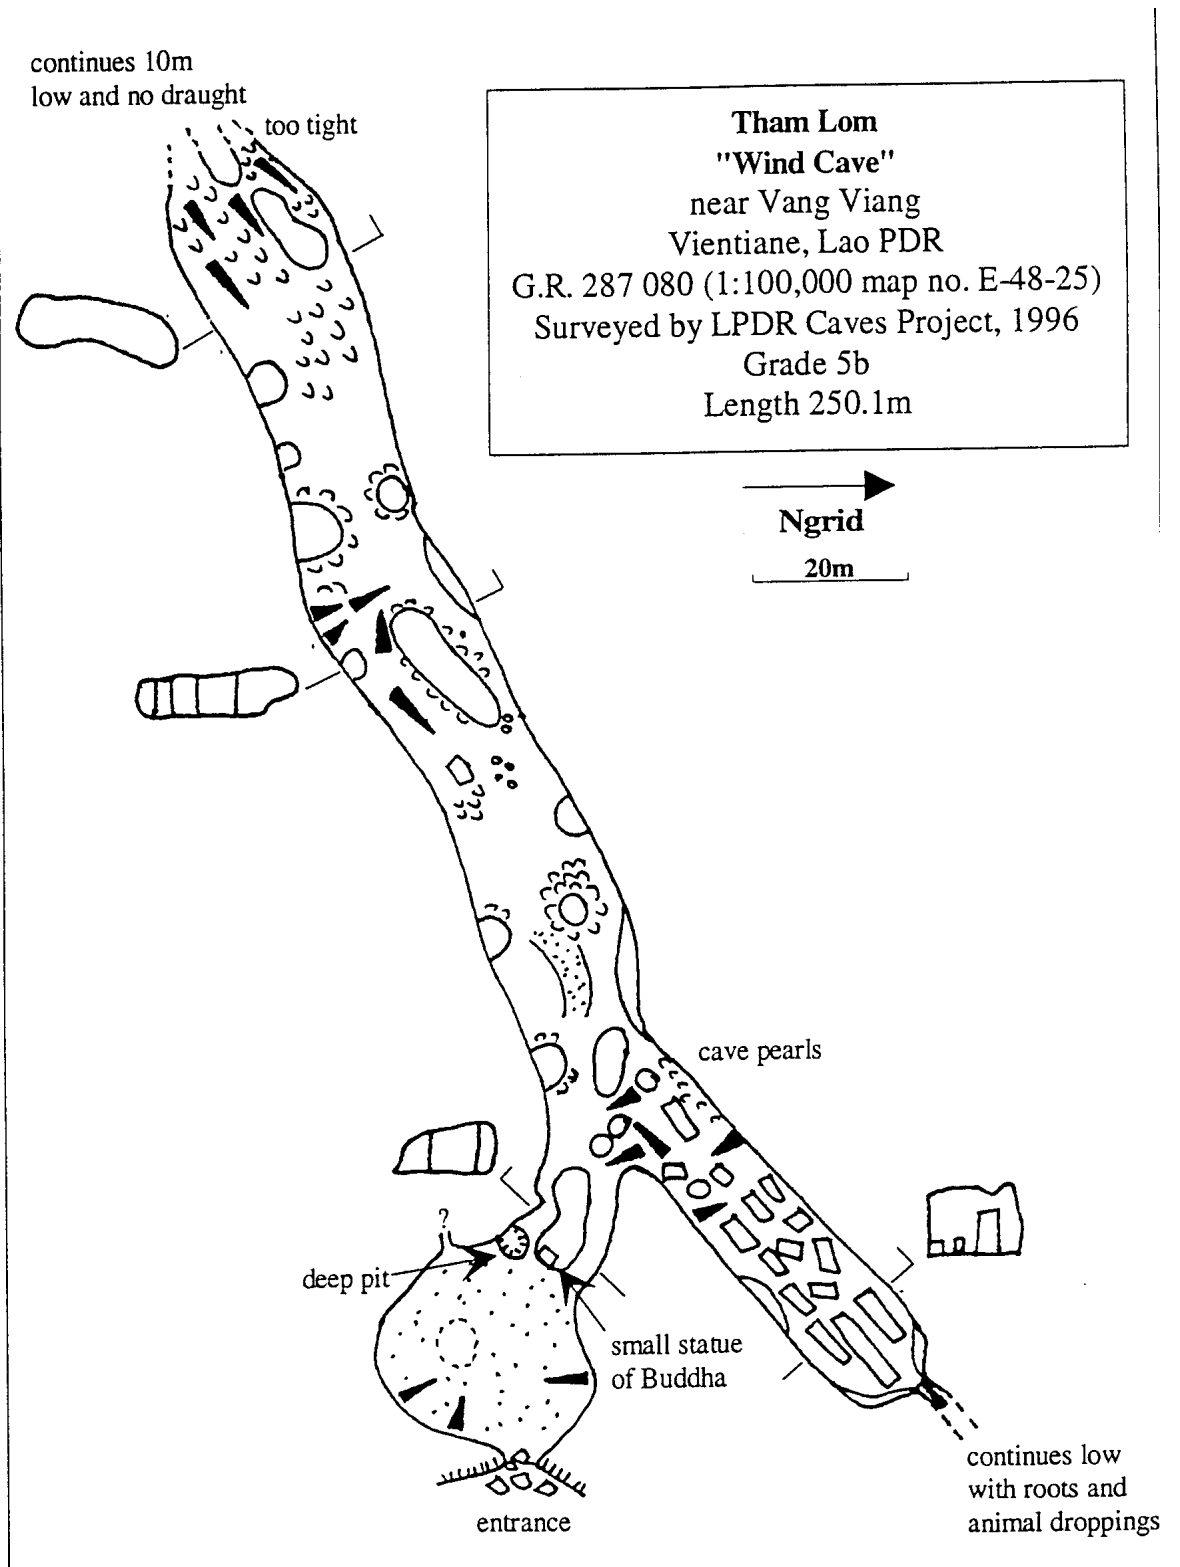 continues 10m
low and no draught
too tight
Tham Lom
"Wind Cave"
near Vang Viang
Vientiane, Lao PDR
G.R. 287 080 (1:100,000 map no. E-48-25)
Surveyed by LPDR Caves Project, 1996
Grade 5b
Length 250.1m
Ngrid
20m
cave pearls
?
deep pit
small statue
of Buddha
continues low
with roots and
animal droppings
entrance